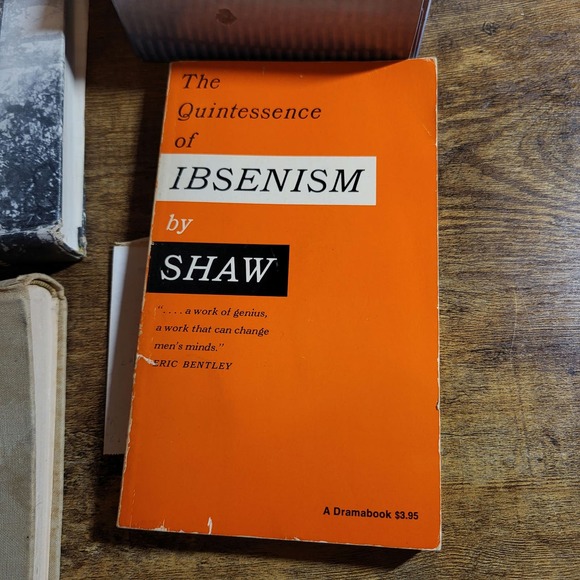 The
Quintessence
of
IBSENISM
by
SHAW
". . . . a work of genius,
a work that can change
men's minds."
ERIC BENTLEY
A Dramabook $3.95